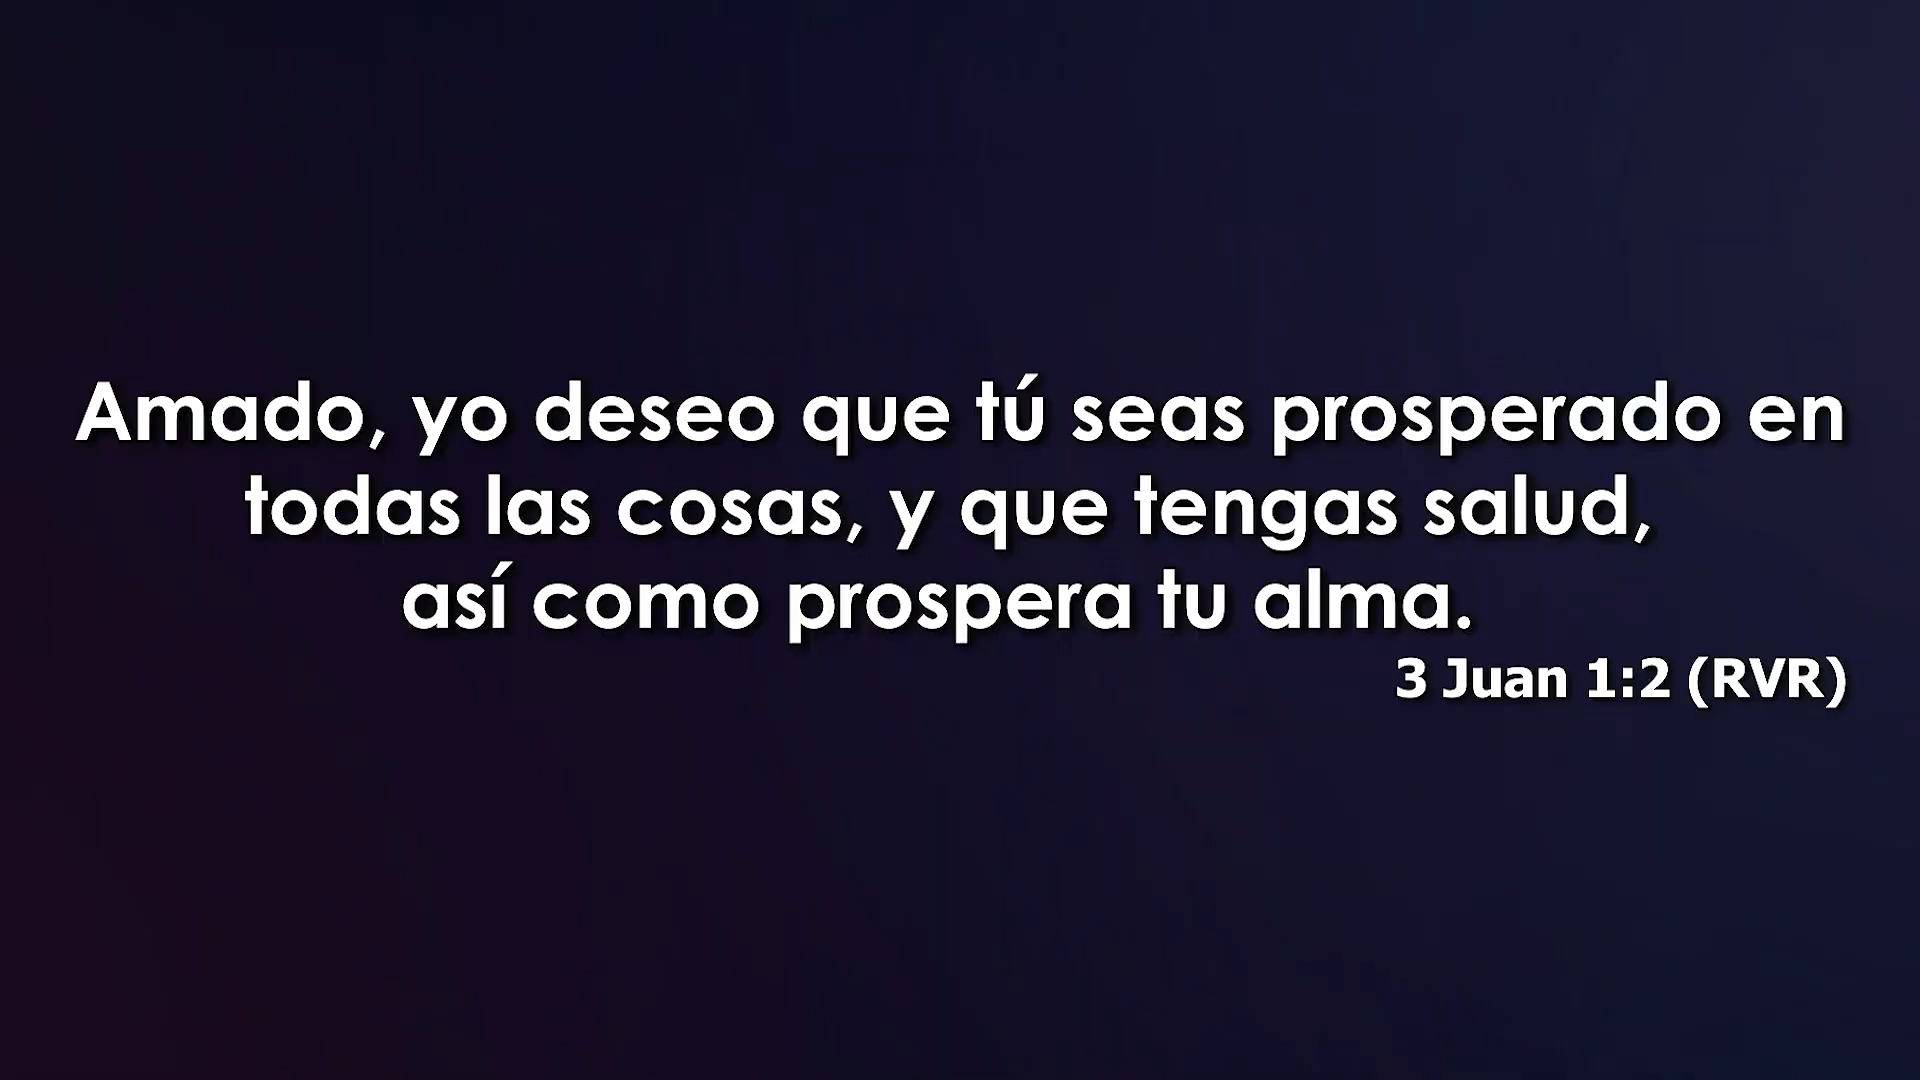 Amado, yo deseo que tú seas prosperado en
todas las cosas, y que tengas salud,
así como prospera tu alma.
3 Juan 1:2 (RVR)